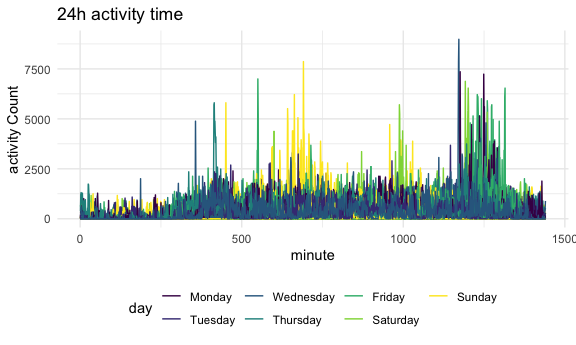 24h activity time
activity Count
7500
5000
2500
0
0 500 1000 1500
minute
day Monday Wednesday Friday Sunday
Tuesday Thursday Saturday